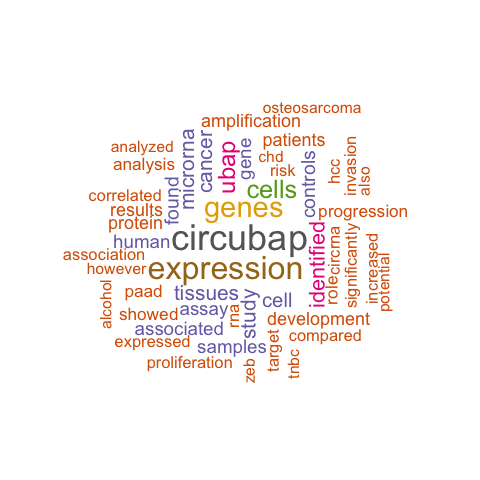 osteosarcoma
amplification
analyzed
microrna
cancer
ubap
gene
patients
chd
risk
controls
hcc
invasion
also
analysis
found
cells
correlated
results
genes
progression
protein
human
circubap
identified
role
circrna
significantly
increased
potential
association
however
expression
alcohol
paad
tissues
cell
showed
assay
rna
study
development
associated
compared
expressed
samples
target
tnbc
proliferation
zeb